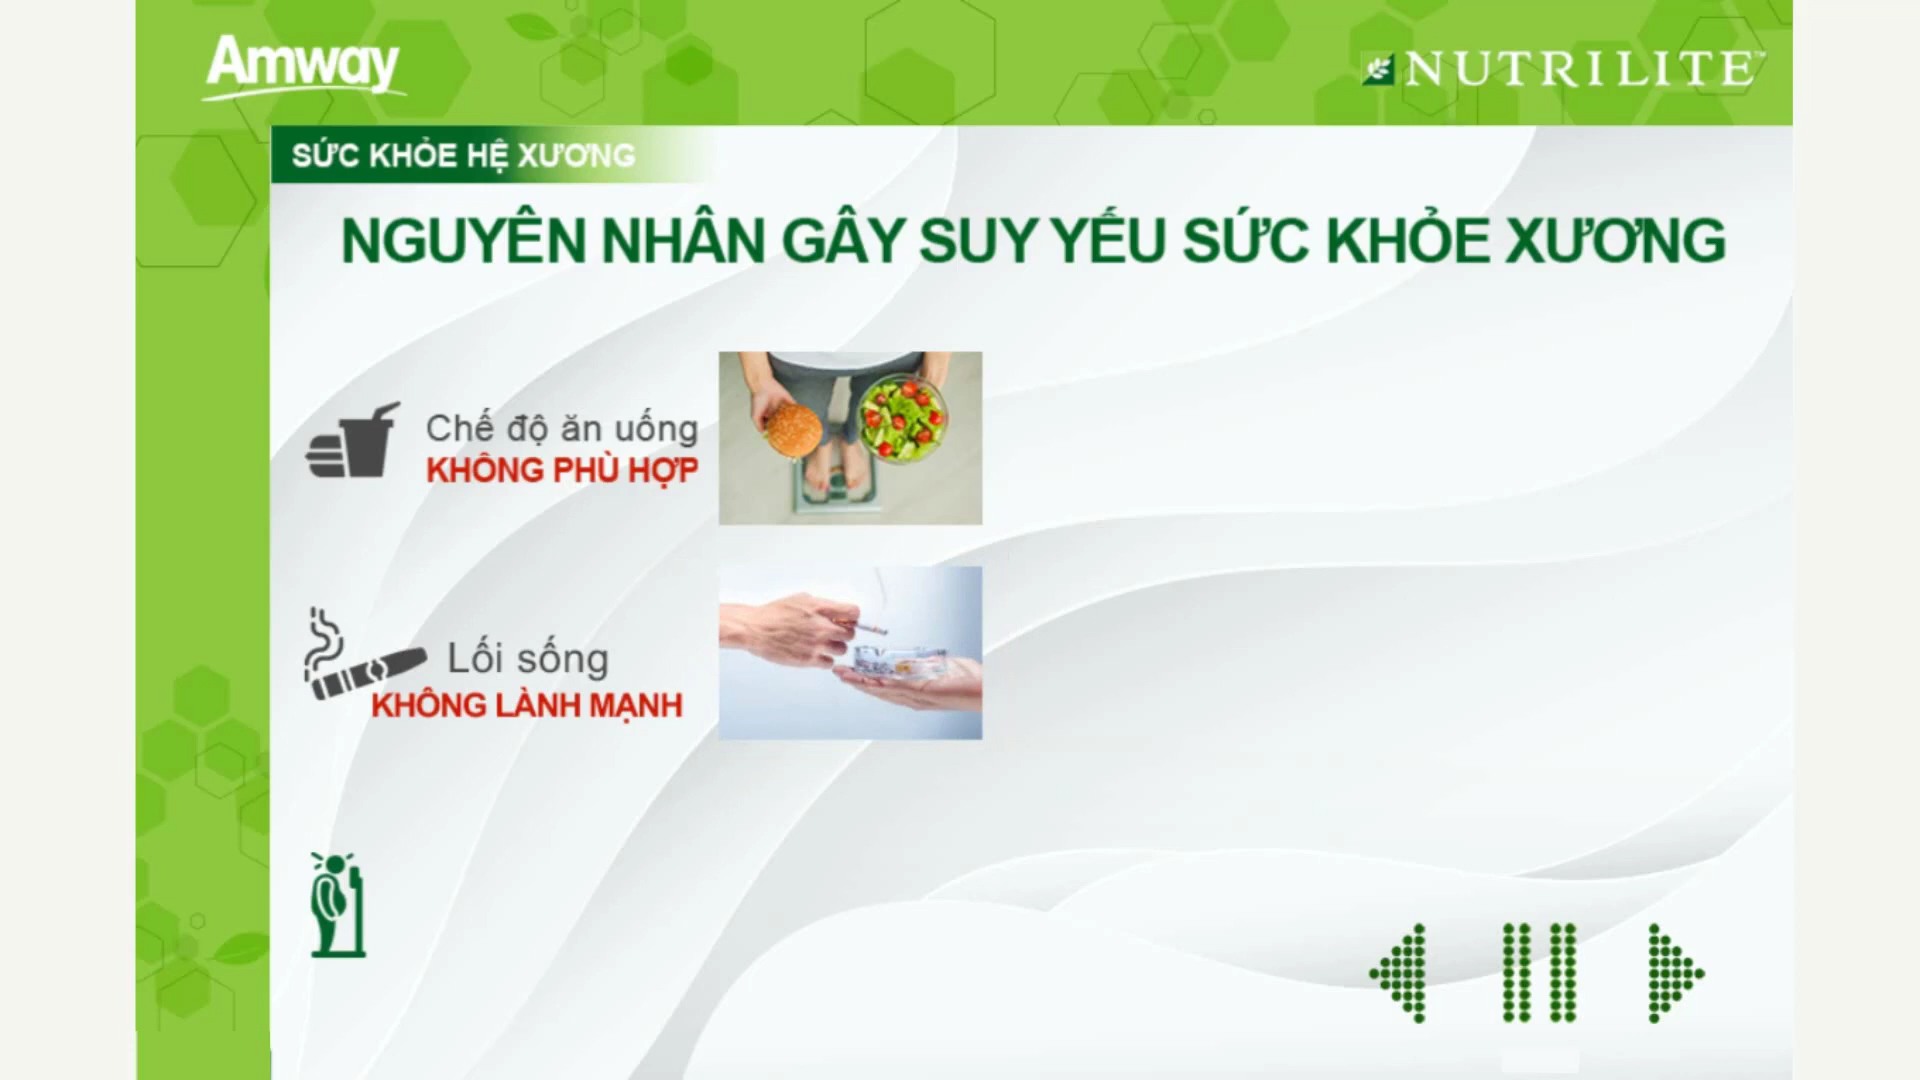 Amway
NUTRILITE™
SỨC KHỎE HỆ XƯƠNG
NGUYÊN NHÂN GÂY SUY YẾU SỨC KHỎE XƯƠNG
Chế độ ăn uống
KHÔNG PHÙ HỢP
Lối sống
KHÔNG LÀNH MẠNH